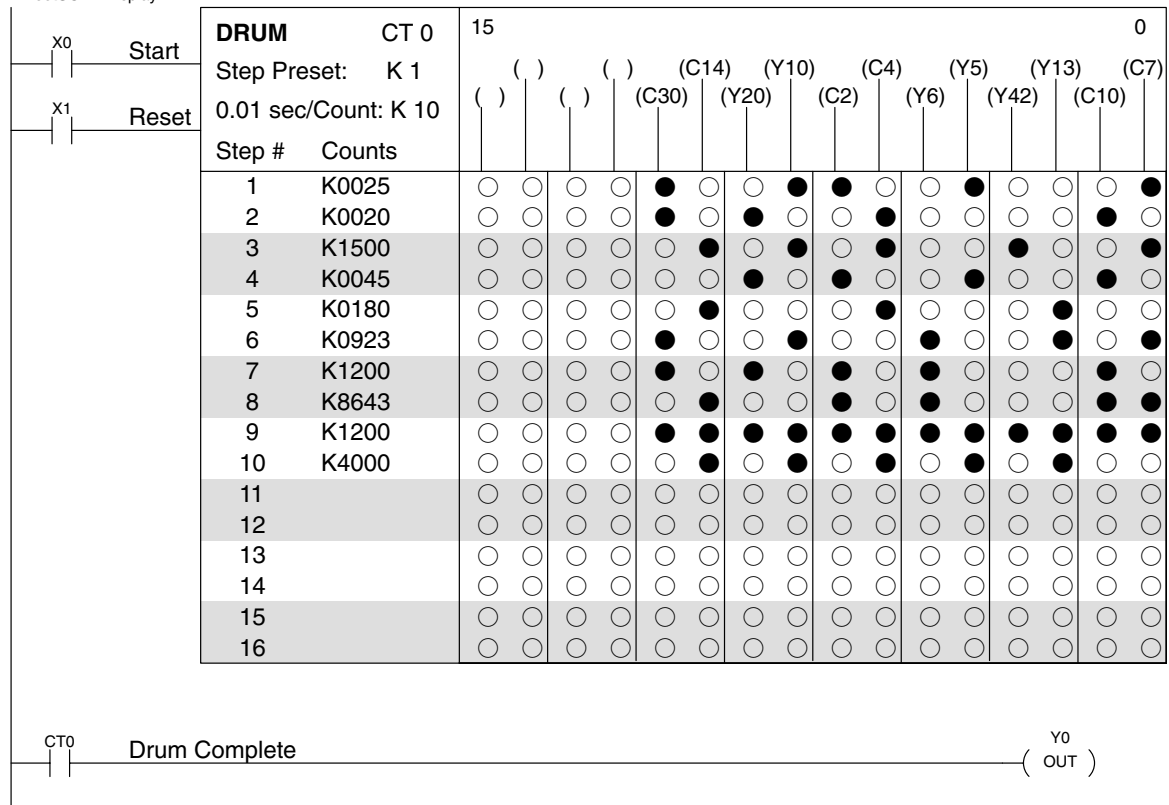 DRUM CT 0 15 0
X0 Start
Step Preset: K 1
( ) ( ) (C14) (Y10) (C4) (Y5) (Y13) (C7)
( ) ( ) (C30) (Y20) (C2) (Y6) (Y42) (C10)
X1 Reset
0.01 sec/Count: K 10
Step # Counts
1 K0025
2 K0020
3 K1500
4 K0045
5 K0180
6 K0923
7 K1200
8 K8643
9 K1200
10 K4000
11
12
13
14
15
16
CT0 Drum Complete Y0
( OUT )